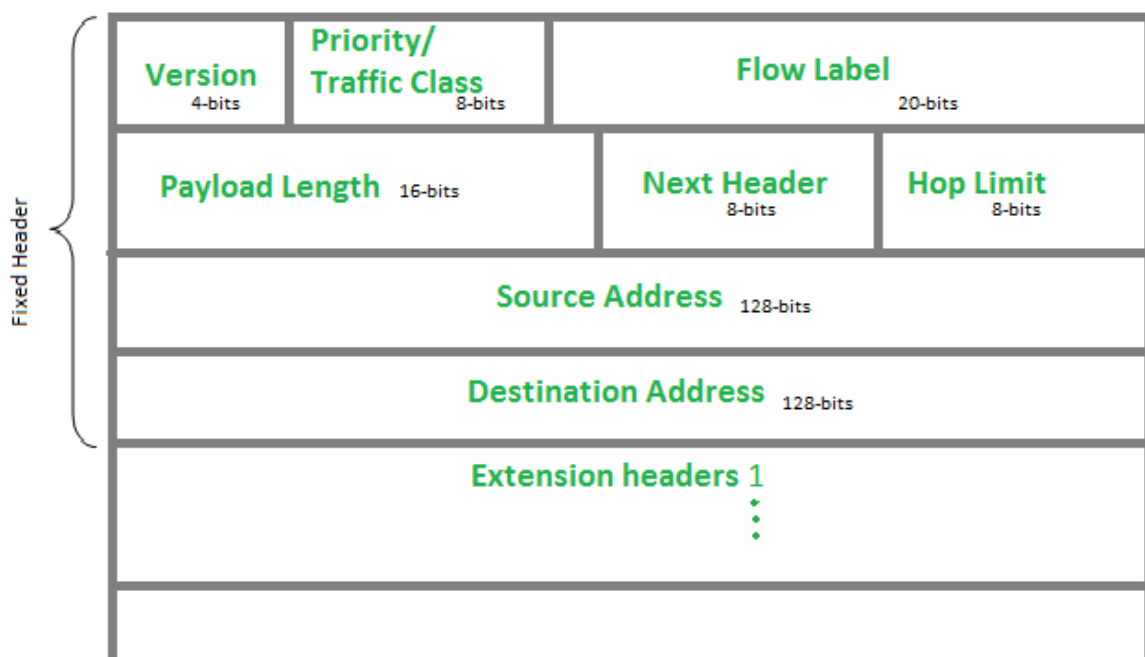 Fixed Header
Version
4-bits
Priority/
Traffic Class
8-bits
Flow Label
20-bits
Payload Length 16-bits
Next Header
8-bits
Hop Limit
8-bits
Source Address 128-bits
Destination Address 128-bits
Extension headers 1